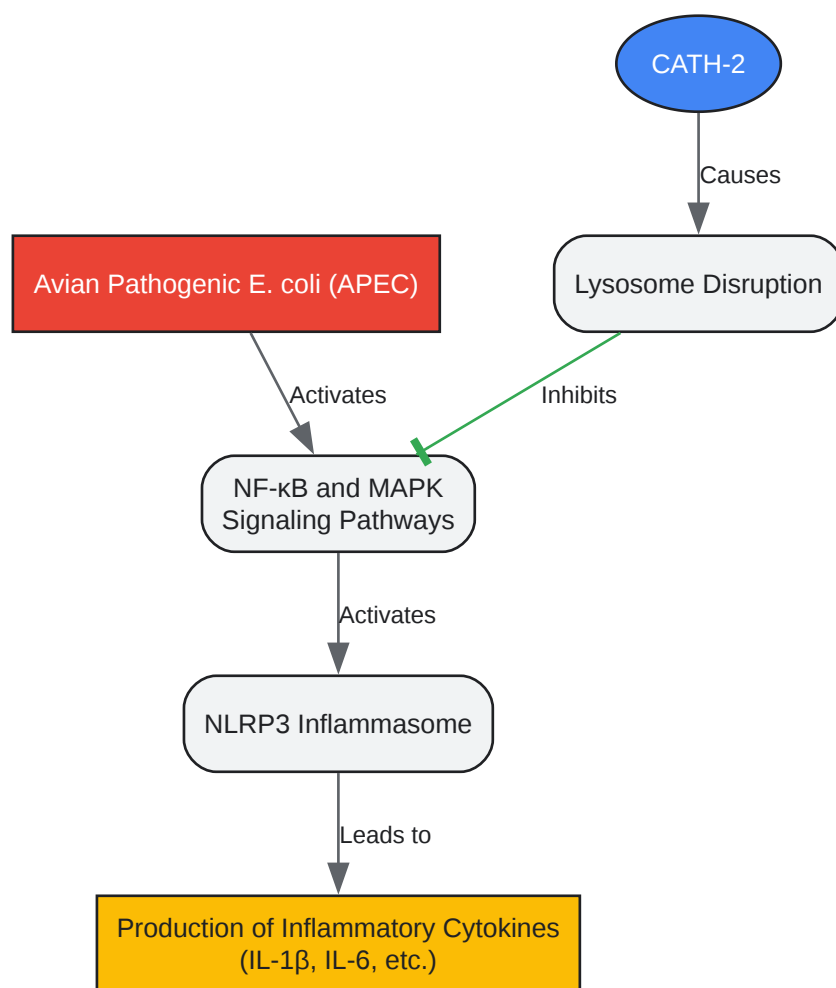 CATH-2
Causes
Avian Pathogenic E. coli (APEC)
Lysosome Disruption
Activates
Inhibits
NF-κB and MAPK
Signaling Pathways
Activates
NLRP3 Inflammasome
Leads to
Production of Inflammatory Cytokines
(IL-1β, IL-6, etc.)